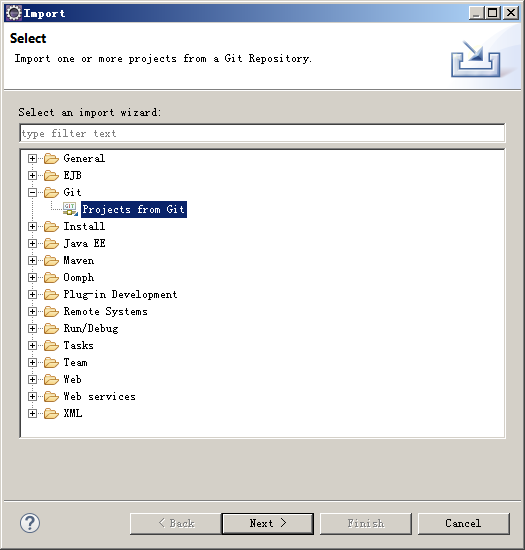 Import
Select
Import one or more projects from a Git Repository.
Select an import wizard:
type filter text
General
EJB
Git
GIT
Projects from Git
Install
Java EE
Maven
Oomph
Plug-in Development
Remote Systems
Run/Debug
Tasks
Team
Web
Web services
XML
?
< Back
Next >
Finish
Cancel